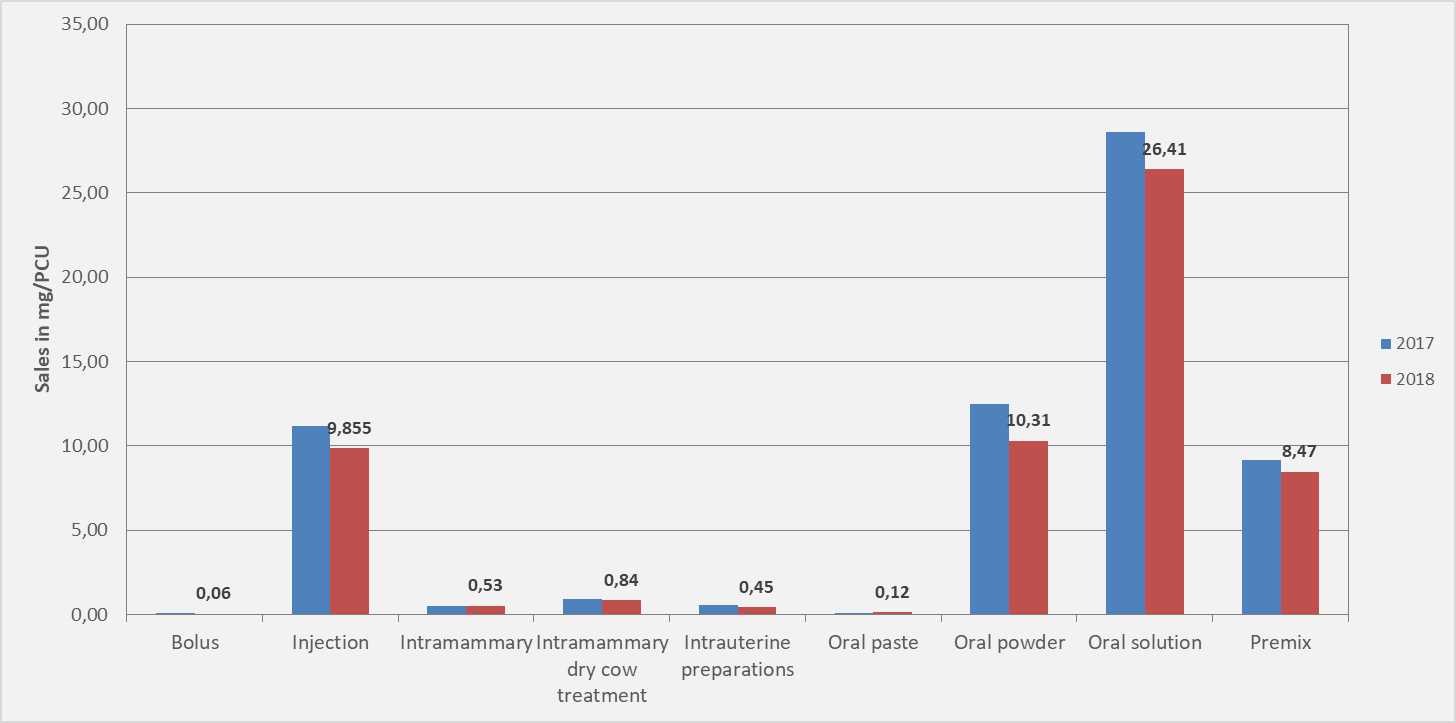 35,00
30,00
25,00
20,00
15,00
10,00
5,00
0,00
Sales in mg/PCU
0,06
9,855
0,53
0,84
0,45
0,12
10,31
26,41
8,47
Bolus
Injection
Intramammary
Intramammary
dry cow
treatment
Intrauterine
preparations
Oral paste
Oral powder
Oral solution
Premix
2017
2018